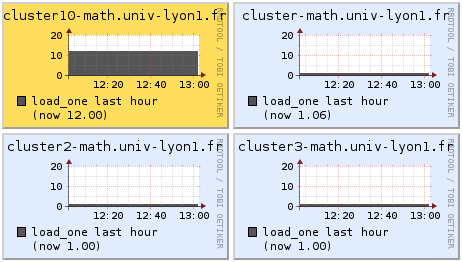 cluster10-math.univ-lyon1.fr
20
10
0
12:20 12:40 13:00
load_one last hour
(now 12.00)
RRDTOOL / TOBI OETIKER
cluster-math.univ-lyon1.fr
20
10
0
12:20 12:40 13:00
load_one last hour
(now 1.06)
RRDTOOL / TOBI OETIKER
cluster2-math.univ-lyon1.fr
20
10
0
12:20 12:40 13:00
load_one last hour
(now 1.00)
RRDTOOL / TOBI OETIKER
cluster3-math.univ-lyon1.fr
20
10
0
12:20 12:40 13:00
load_one last hour
(now 1.00)
RRDTOOL / TOBI OETIKER